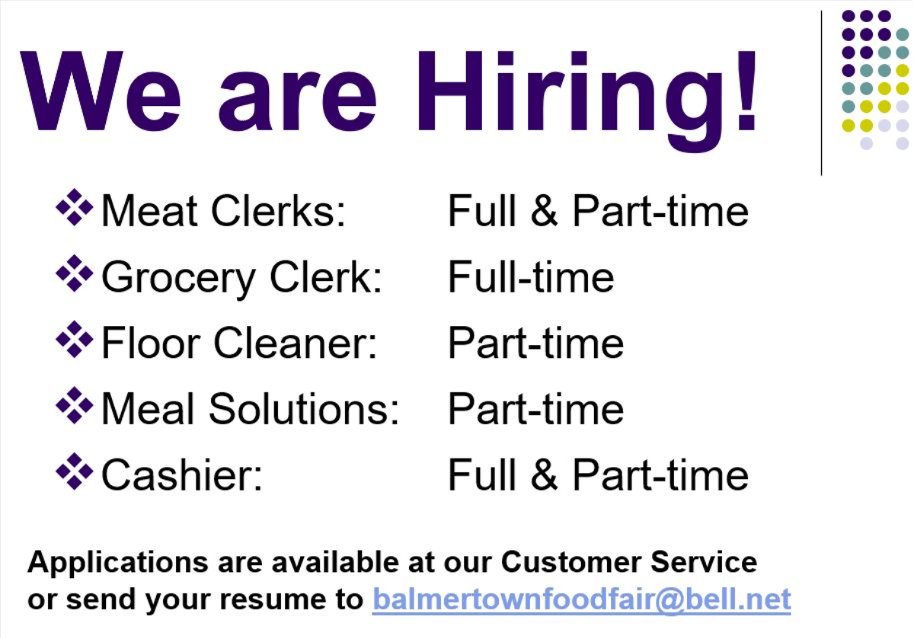 We are Hiring!
Meat Clerks: Full & Part-time
Grocery Clerk: Full-time
Floor Cleaner: Part-time
Meal Solutions: Part-time
Cashier: Full & Part-time
Applications are available at our Customer Service
or send your resume to balmertownfoodfair@bell.net